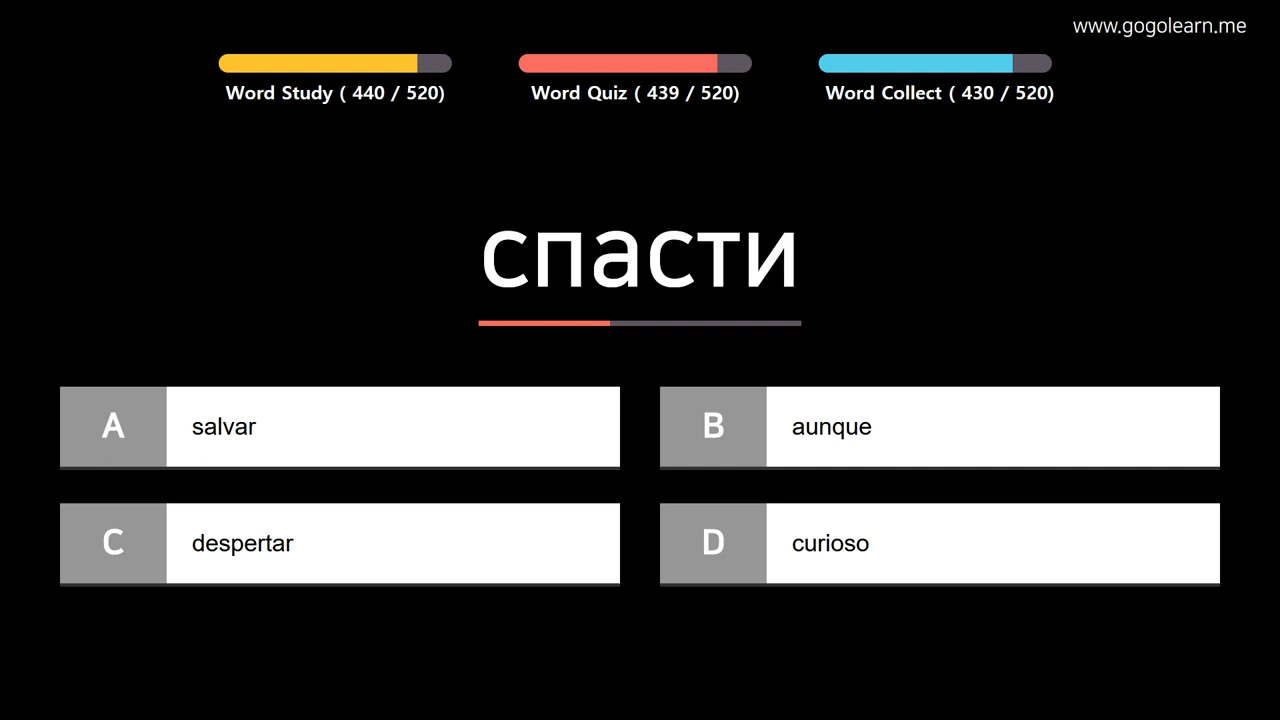 www.gogolearn.me
Word Study ( 440 / 520)
Word Quiz ( 439 / 520)
Word Collect ( 430 / 520)
спасти
A salvar
B aunque
C despertar
D curioso